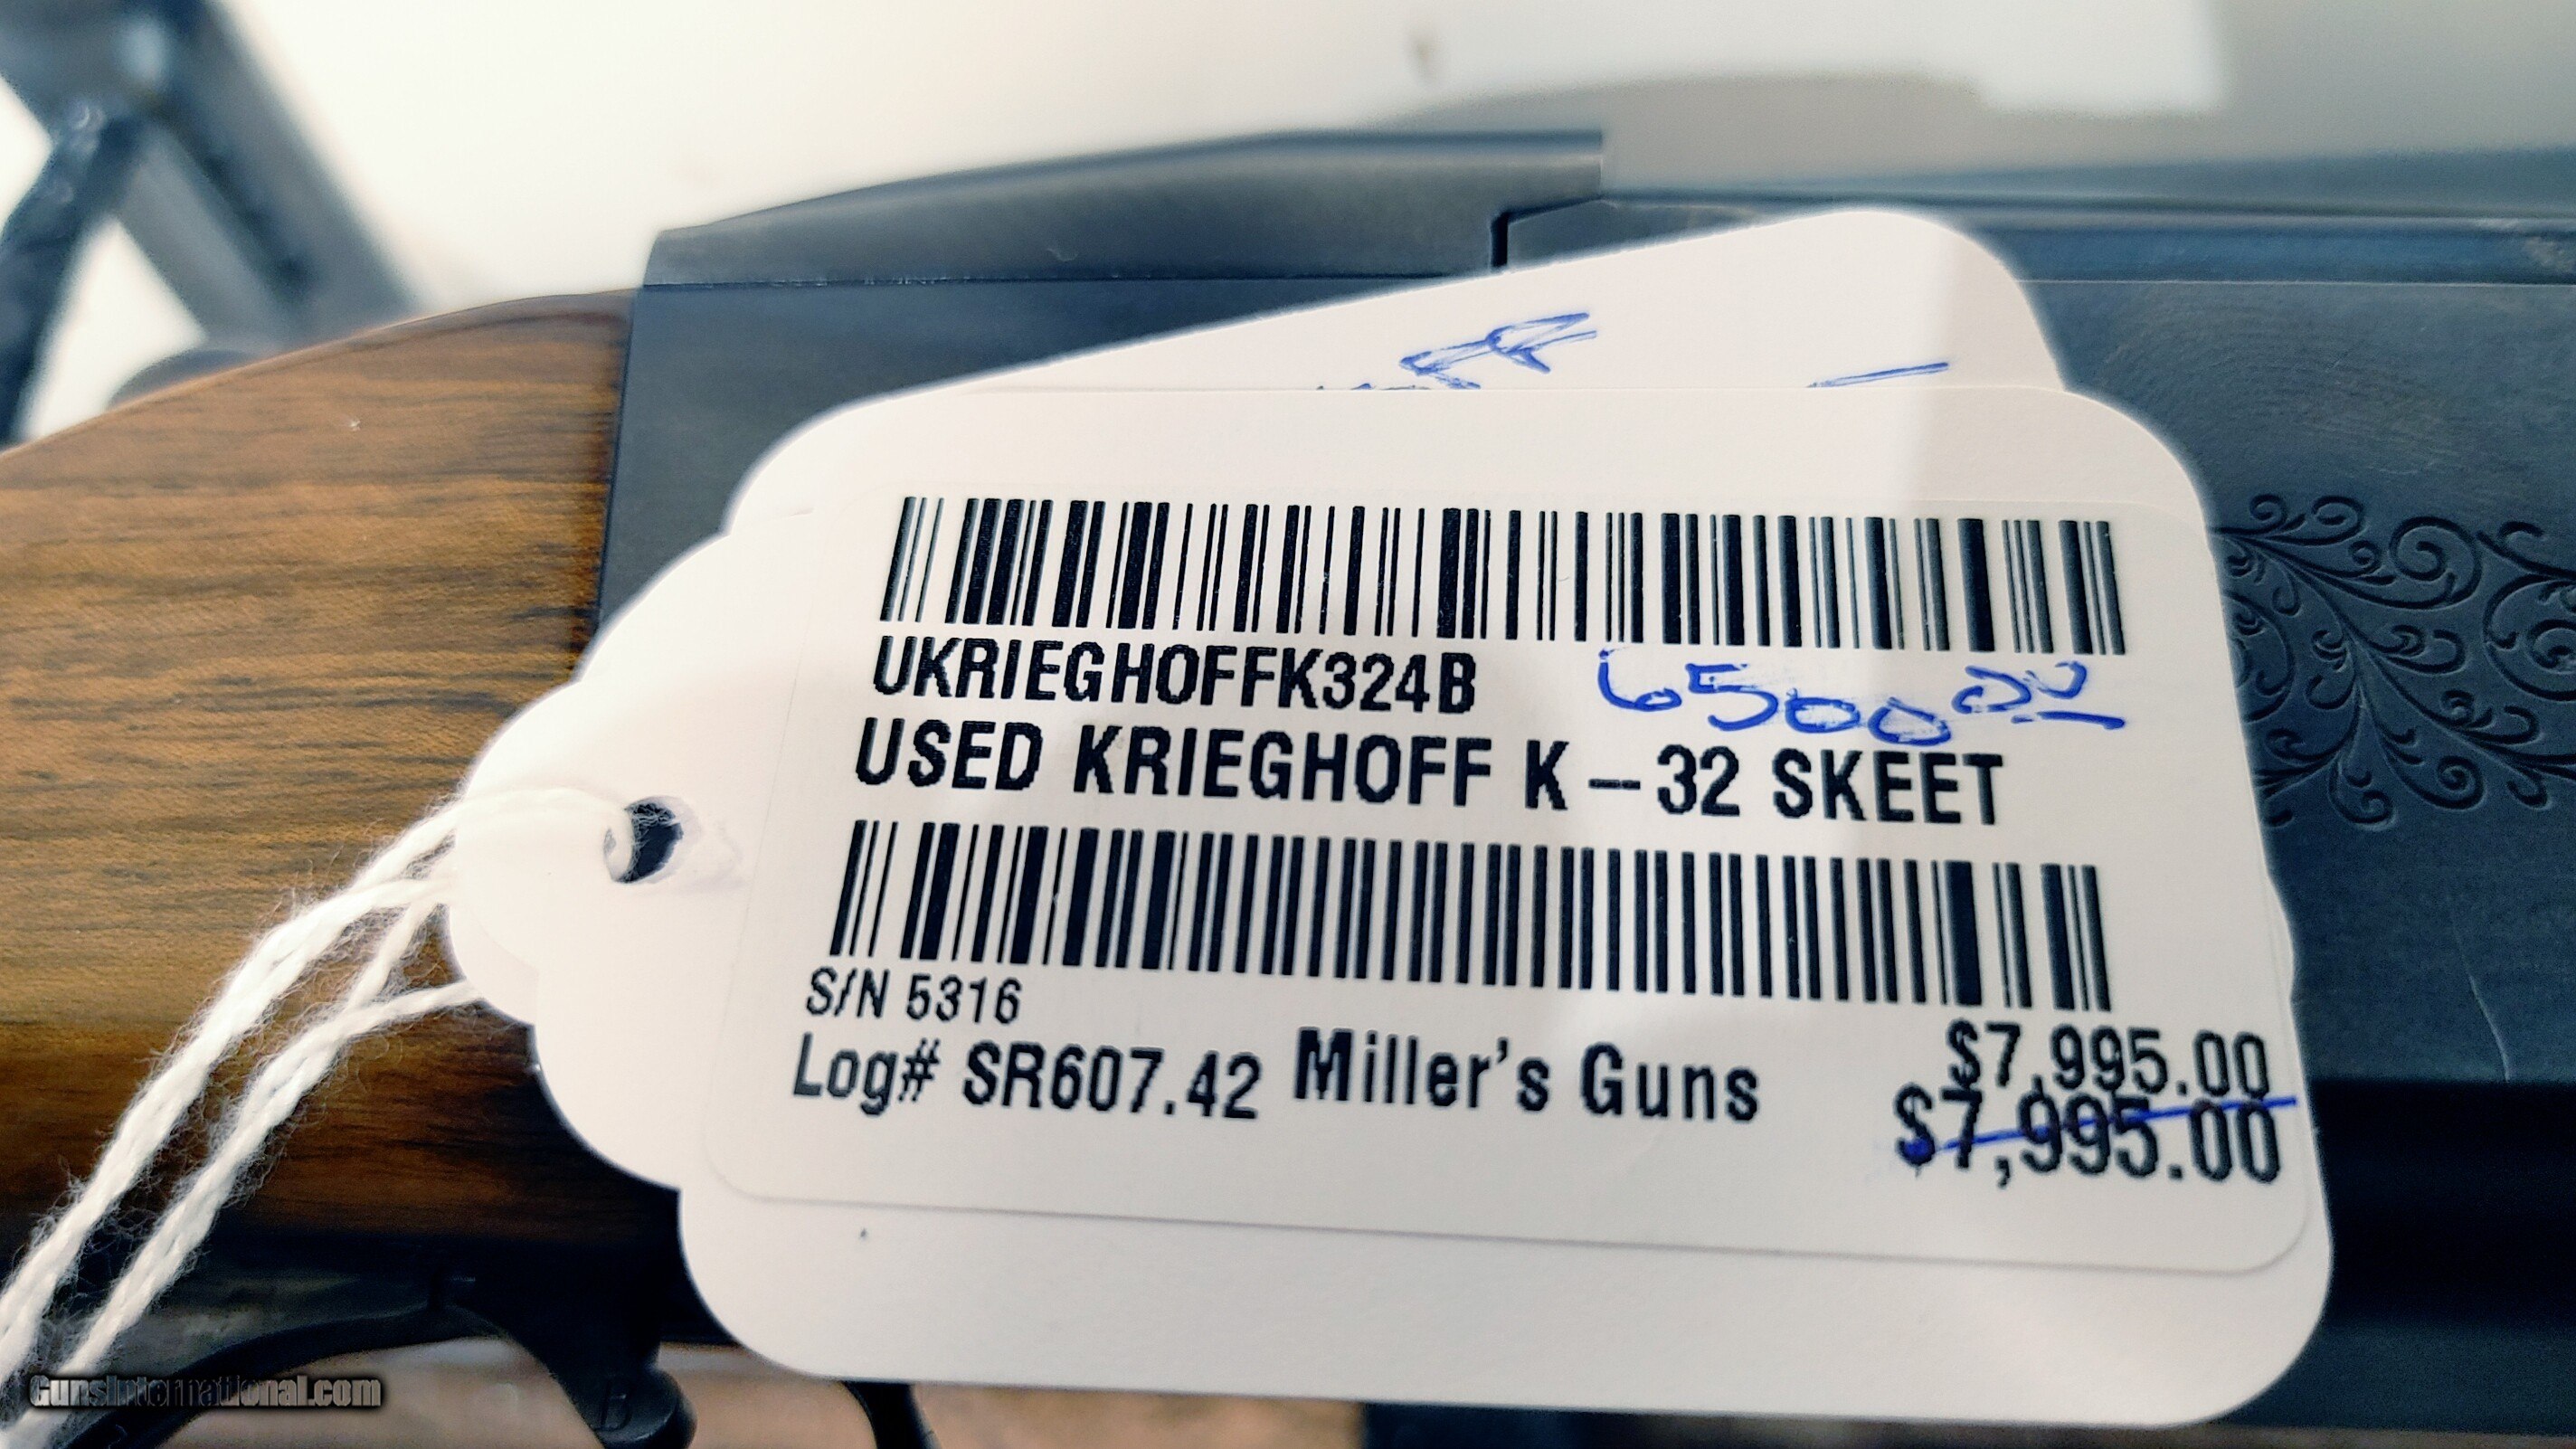 UKRIEGHOFFK324B
6500 00
USED KRIEGHOFF K-32 SKEET
S/N 5316
Log# SR607.42 Miller's Guns
$7,995.00
$7,995.00
GunsInternational.com